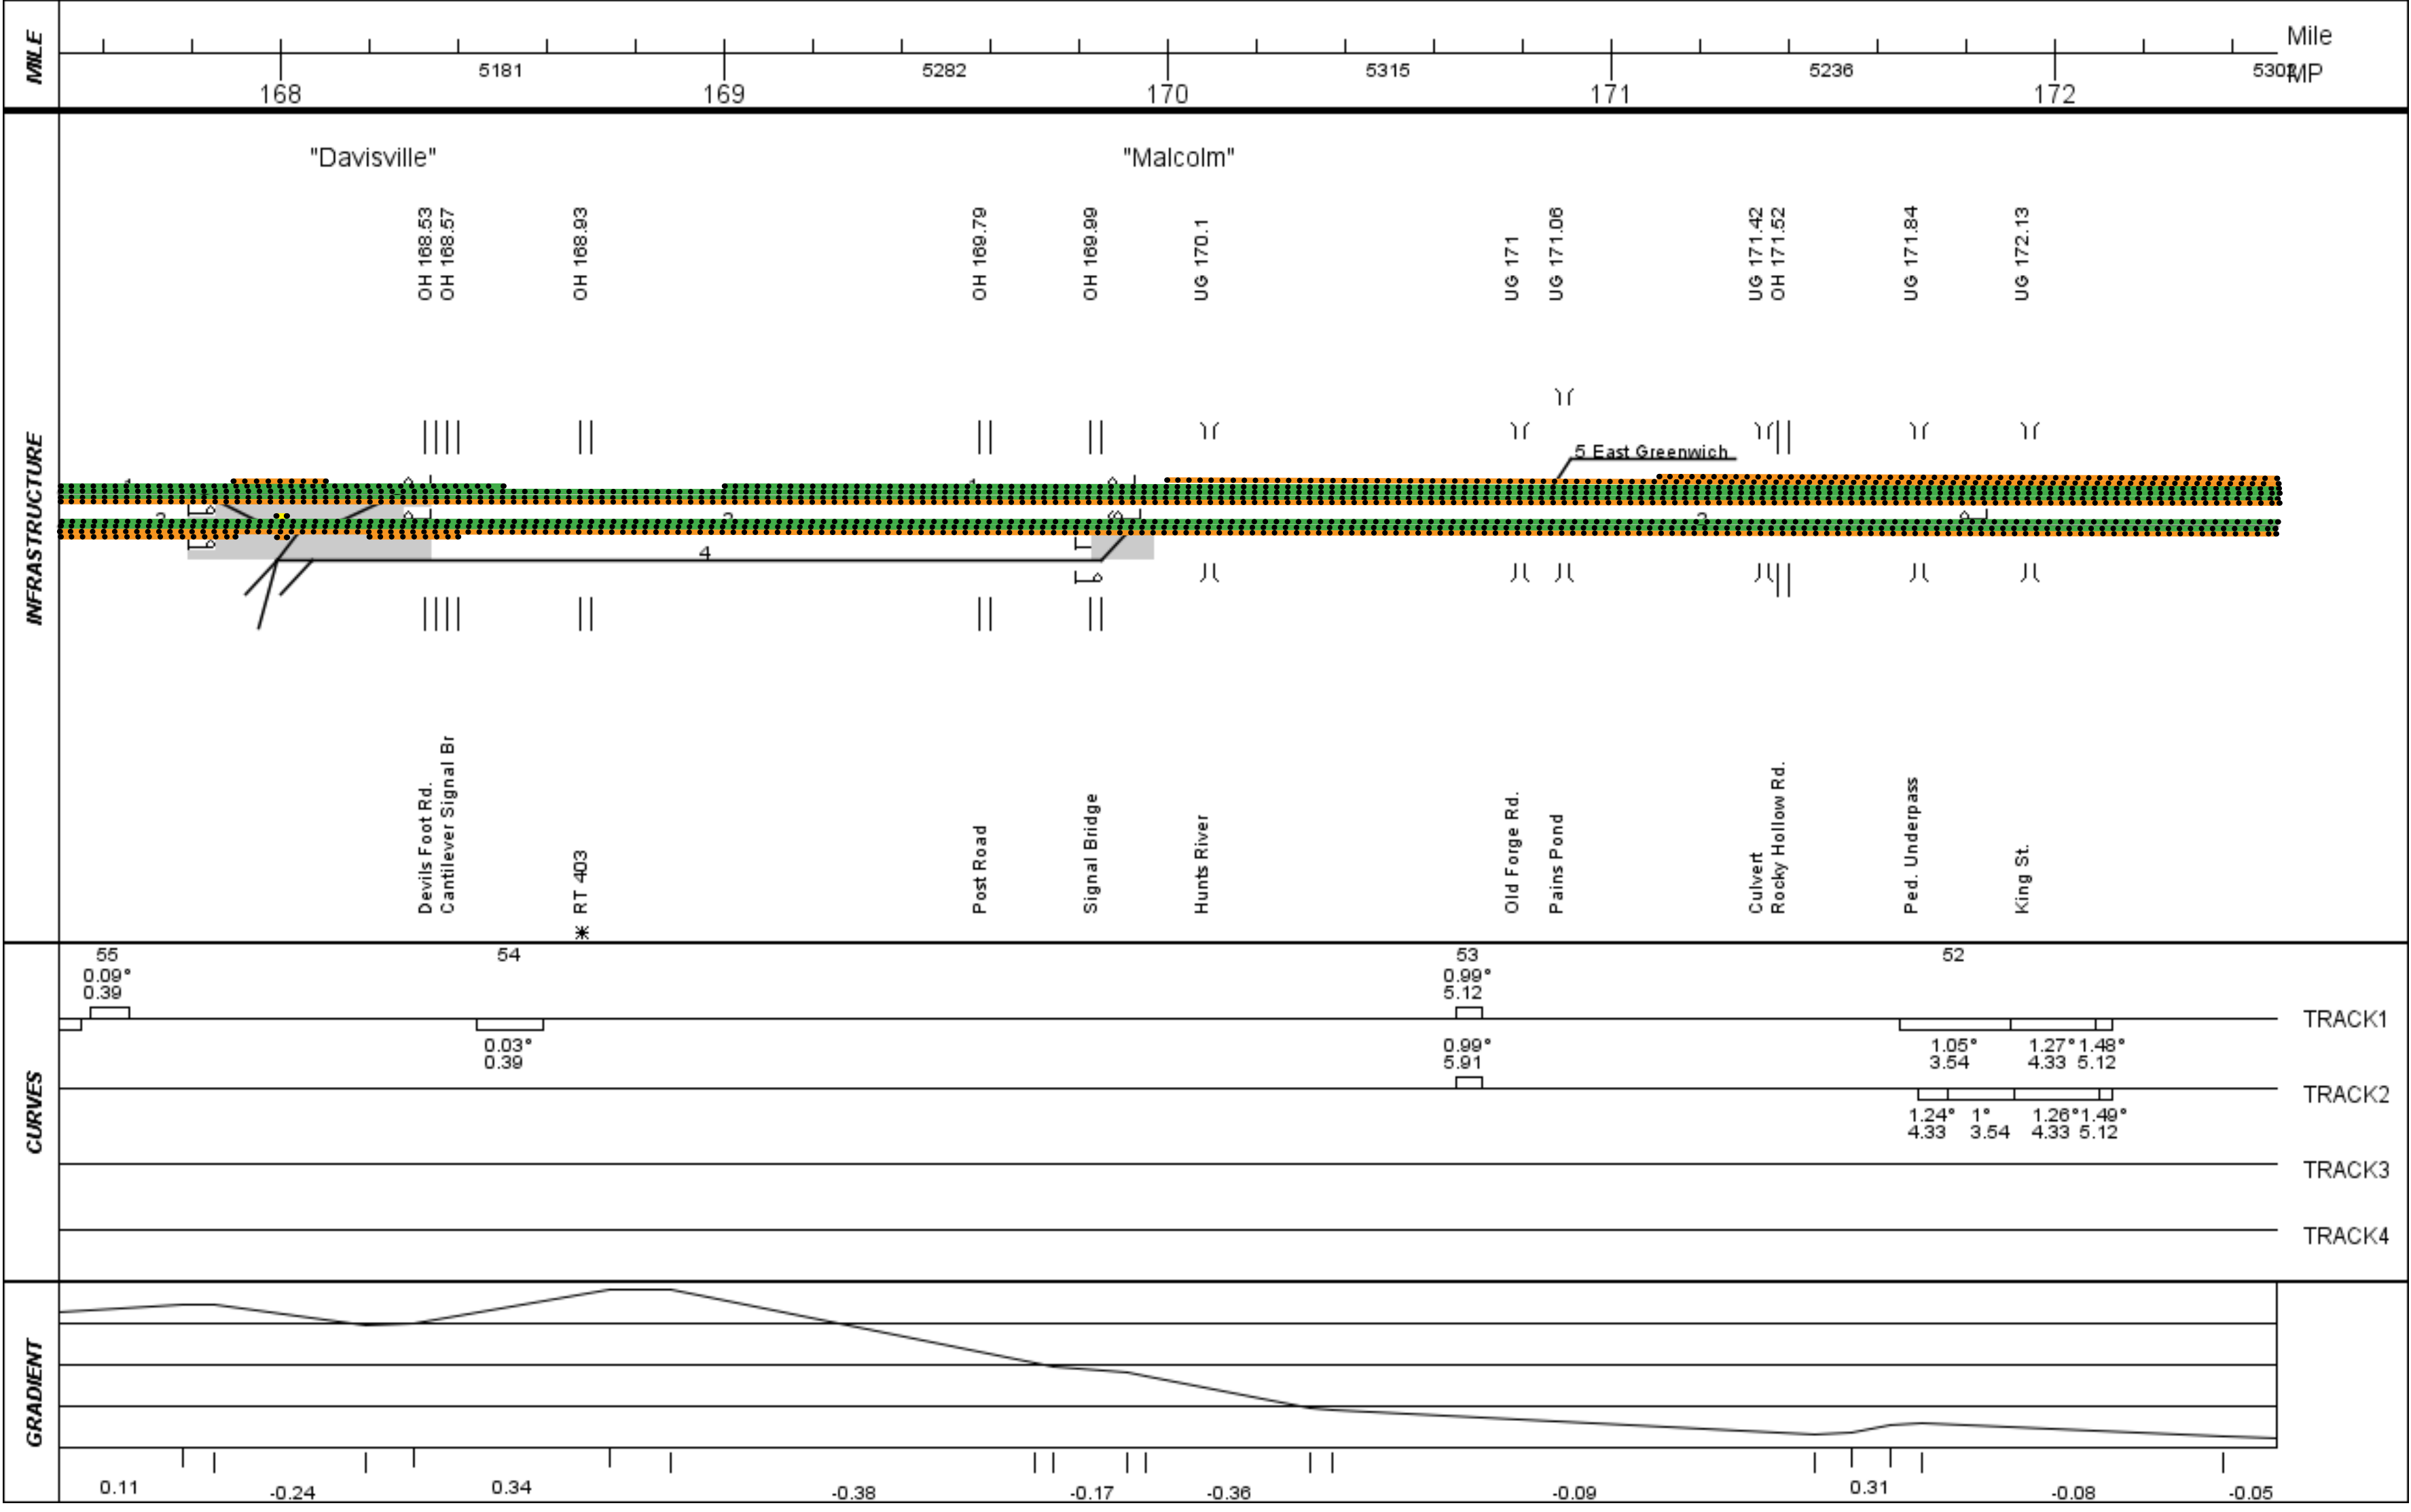 MILE
Mile
5181
5282
5315
5236
5302
MP
168
169
170
171
172
INFRASTRUCTURE
"Davisville"
"Malcolm"
OH 168.53
OH 168.57
OH 168.93
OH 169.79
OH 169.99
UG 170.1
UG 171
UG 171.06
UG 171.42
OH 171.52
UG 171.84
UG 172.13
5 East Greenwich
4
Devils Foot Rd.
Cantilever Signal Br
* RT 403
Post Road
Signal Bridge
Hunts River
Old Forge Rd.
Pains Pond
Culvert
Rocky Hollow Rd.
Ped. Underpass
King St.
CURVES
55
54
53
52
0.09°
0.39
0.99°
5.12
TRACK1
0.03°
0.39
0.99°
5.91
1.05°
3.54
1.27° 1.48°
4.33 5.12
TRACK2
1.24° 1° 1.26° 1.49°
4.33 3.54 4.33 5.12
TRACK3
TRACK4
GRADIENT
0.11
-0.24
0.34
-0.38
-0.17
-0.36
-0.09
0.31
-0.08
-0.05